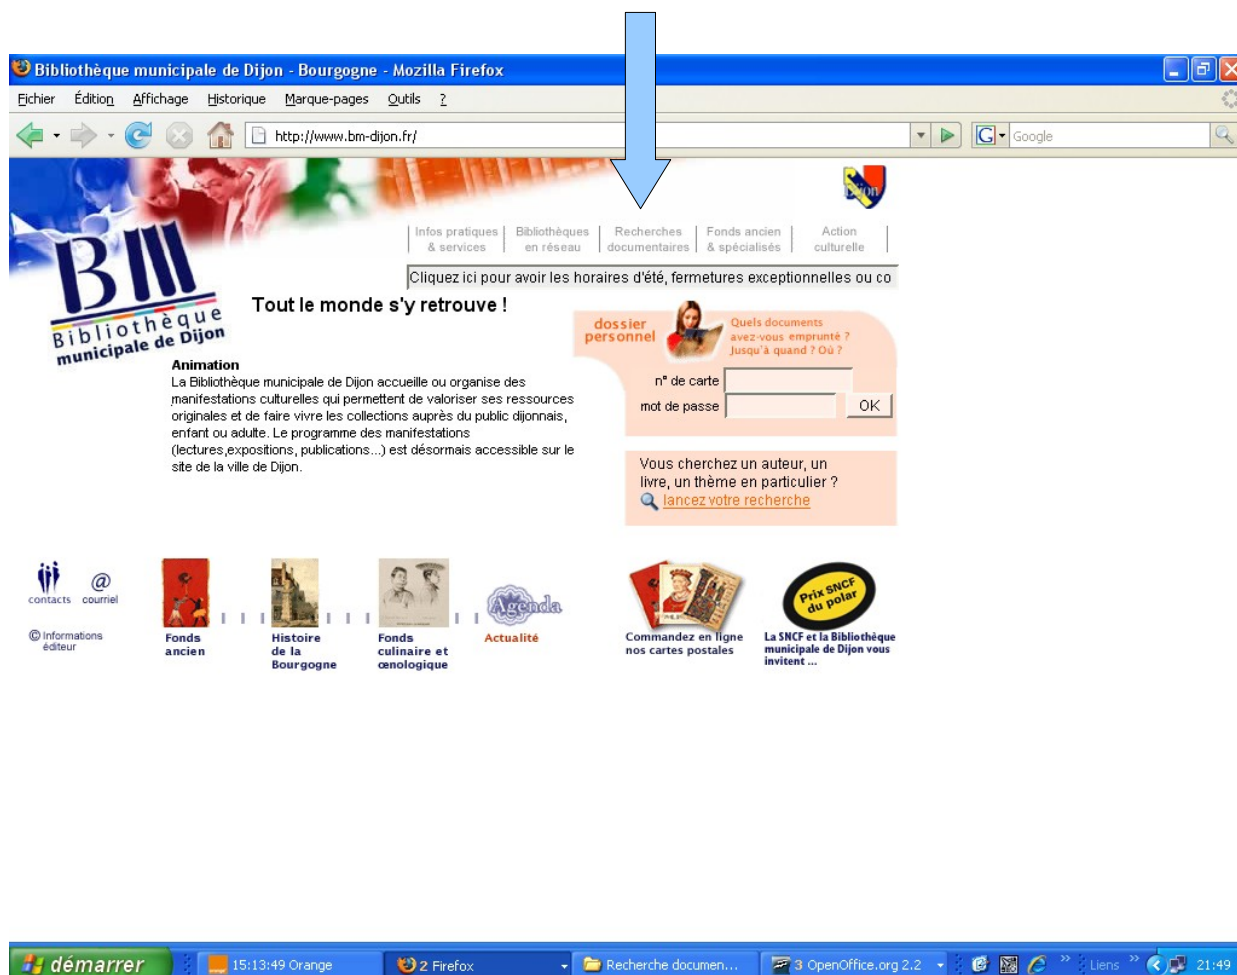 Bibliothèque municipale de Dijon - Bourgogne - Mozilla Firefox
Fichier Édition Affichage Historique Marque-pages Outils ?
http://www.bm-dijon.fr/
G Google
Dijon
Infos pratiques & services
Bibliothèques en réseau
Recherches documentaires
Fonds ancien & spécialisés
Action culturelle
Cliquez ici pour avoir les horaires d'été, fermetures exceptionnelles ou co
BM
Bibliothèque
municipale de Dijon
Tout le monde s'y retrouve !
dossier
personnel
Quels documents
avez-vous emprunté ?
Jusqu'à quand ? Où ?
n° de carte
mot de passe
OK
Animation
La Bibliothèque municipale de Dijon accueille ou organise des
manifestations culturelles qui permettent de valoriser ses ressources
originales et de faire vivre les collections auprès du public dijonnais,
enfant ou adulte. Le programme des manifestations
(lectures,expositions, publications...) est désormais accessible sur le
site de la ville de Dijon.
Vous cherchez un auteur, un
livre, un thème en particulier ?
lancez votre recherche
contacts
@
courriel
© Informations
éditeur
Fonds
ancien
Histoire
de la
Bourgogne
Fonds
culinaire et
œnologique
Agenda
Actualité
Commandez en ligne
nos cartes postales
Prix SNCF
du polar
La SNCF et la Bibliothèque
municipale de Dijon vous
invitent ...
démarrer
15:13:49 Orange
2 Firefox
Recherche documen...
3 OpenOffice.org 2.2
Liens
21:49